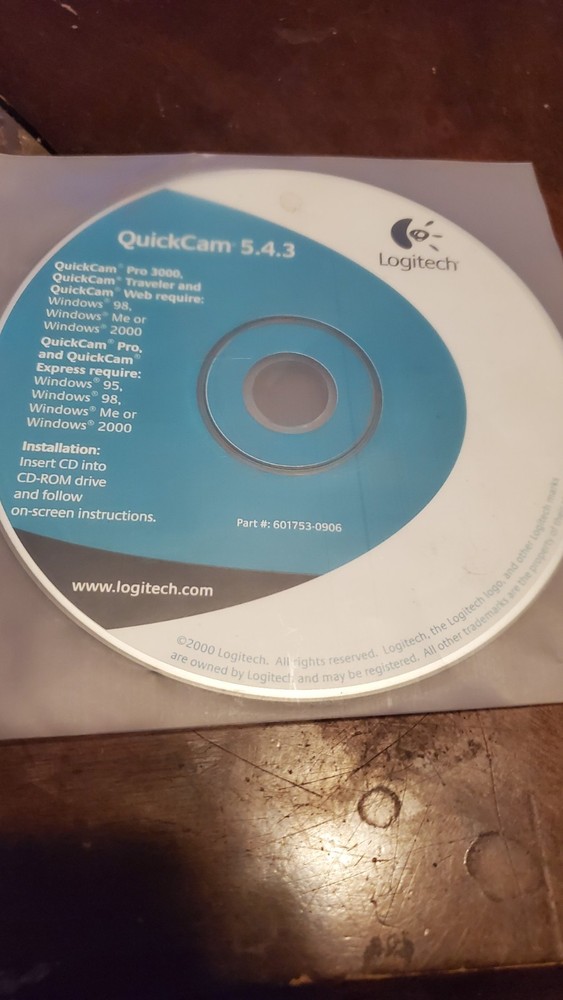 QuickCam® 5.4.3
Logitech®
QuickCam® Pro 3000,
QuickCam® Traveler and
QuickCam® Web require:
Windows® 98,
Windows® Me or
Windows® 2000
QuickCam® Pro,
and QuickCam®
Express require:
Windows® 95,
Windows® 98,
Windows® Me or
Windows® 2000
Installation:
Insert CD into
CD-ROM drive
and follow
on-screen instructions.
Part #: 601753-0906
www.logitech.com
©2000 Logitech. All rights reserved. Logitech, the Logitech logo, and other Logitech marks
are owned by Logitech and may be registered. All other trademarks are the property of